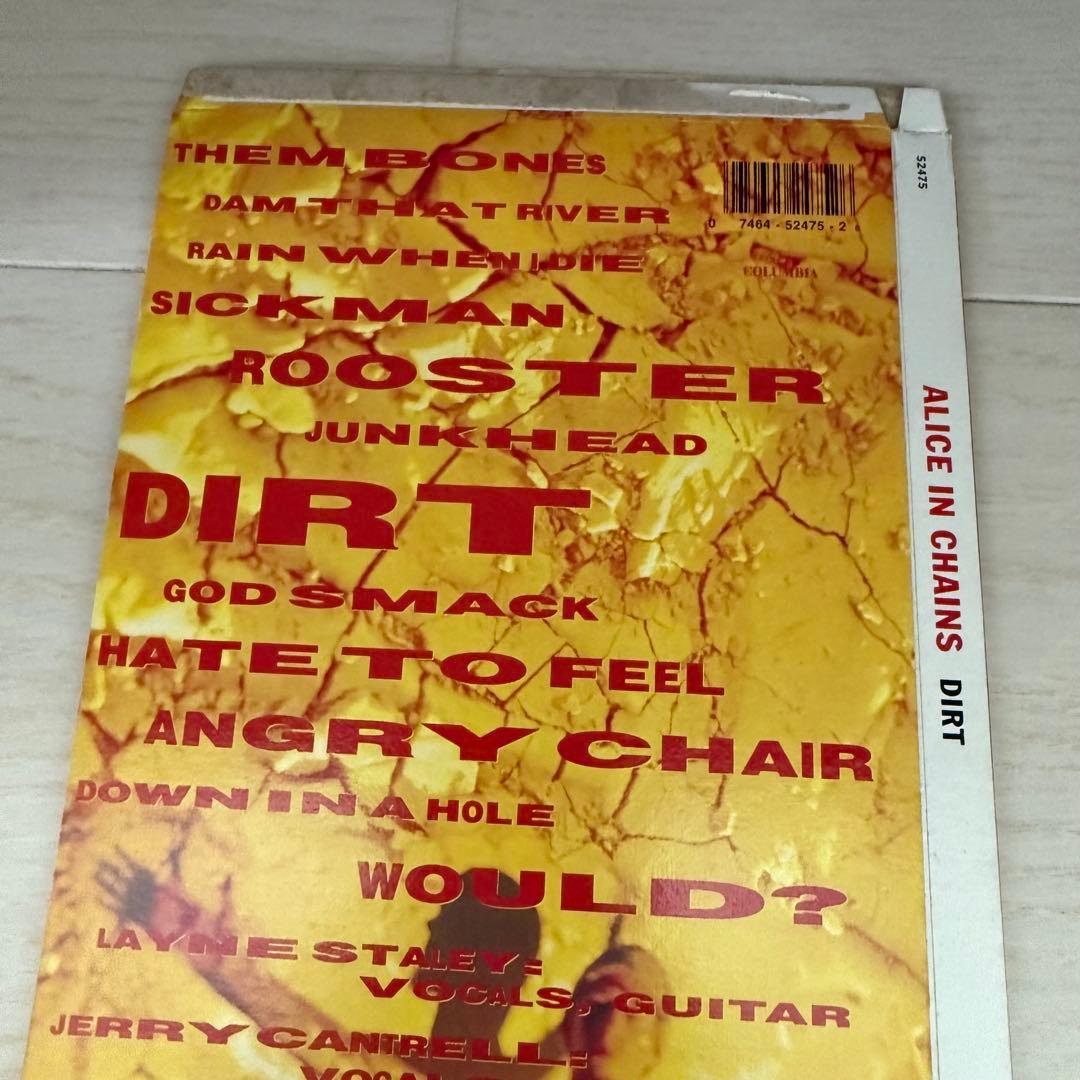 THEM BONES
DAM THAT RIVER
RAIN WHEN I DIE
SICKMAN
ROOSTER
JUNKHEAD
DIRT
GOD SMACK
HATE TO FEEL
ANGRY CHAIR
DOWN IN A HOLE
WOULD?
LAYNE STALEY:
VOCALS, GUITAR
JERRY CANTRELL:
VOCALS
0 7464-52475-2
COLUMBIA
52475
ALICE IN CHAINS DIRT